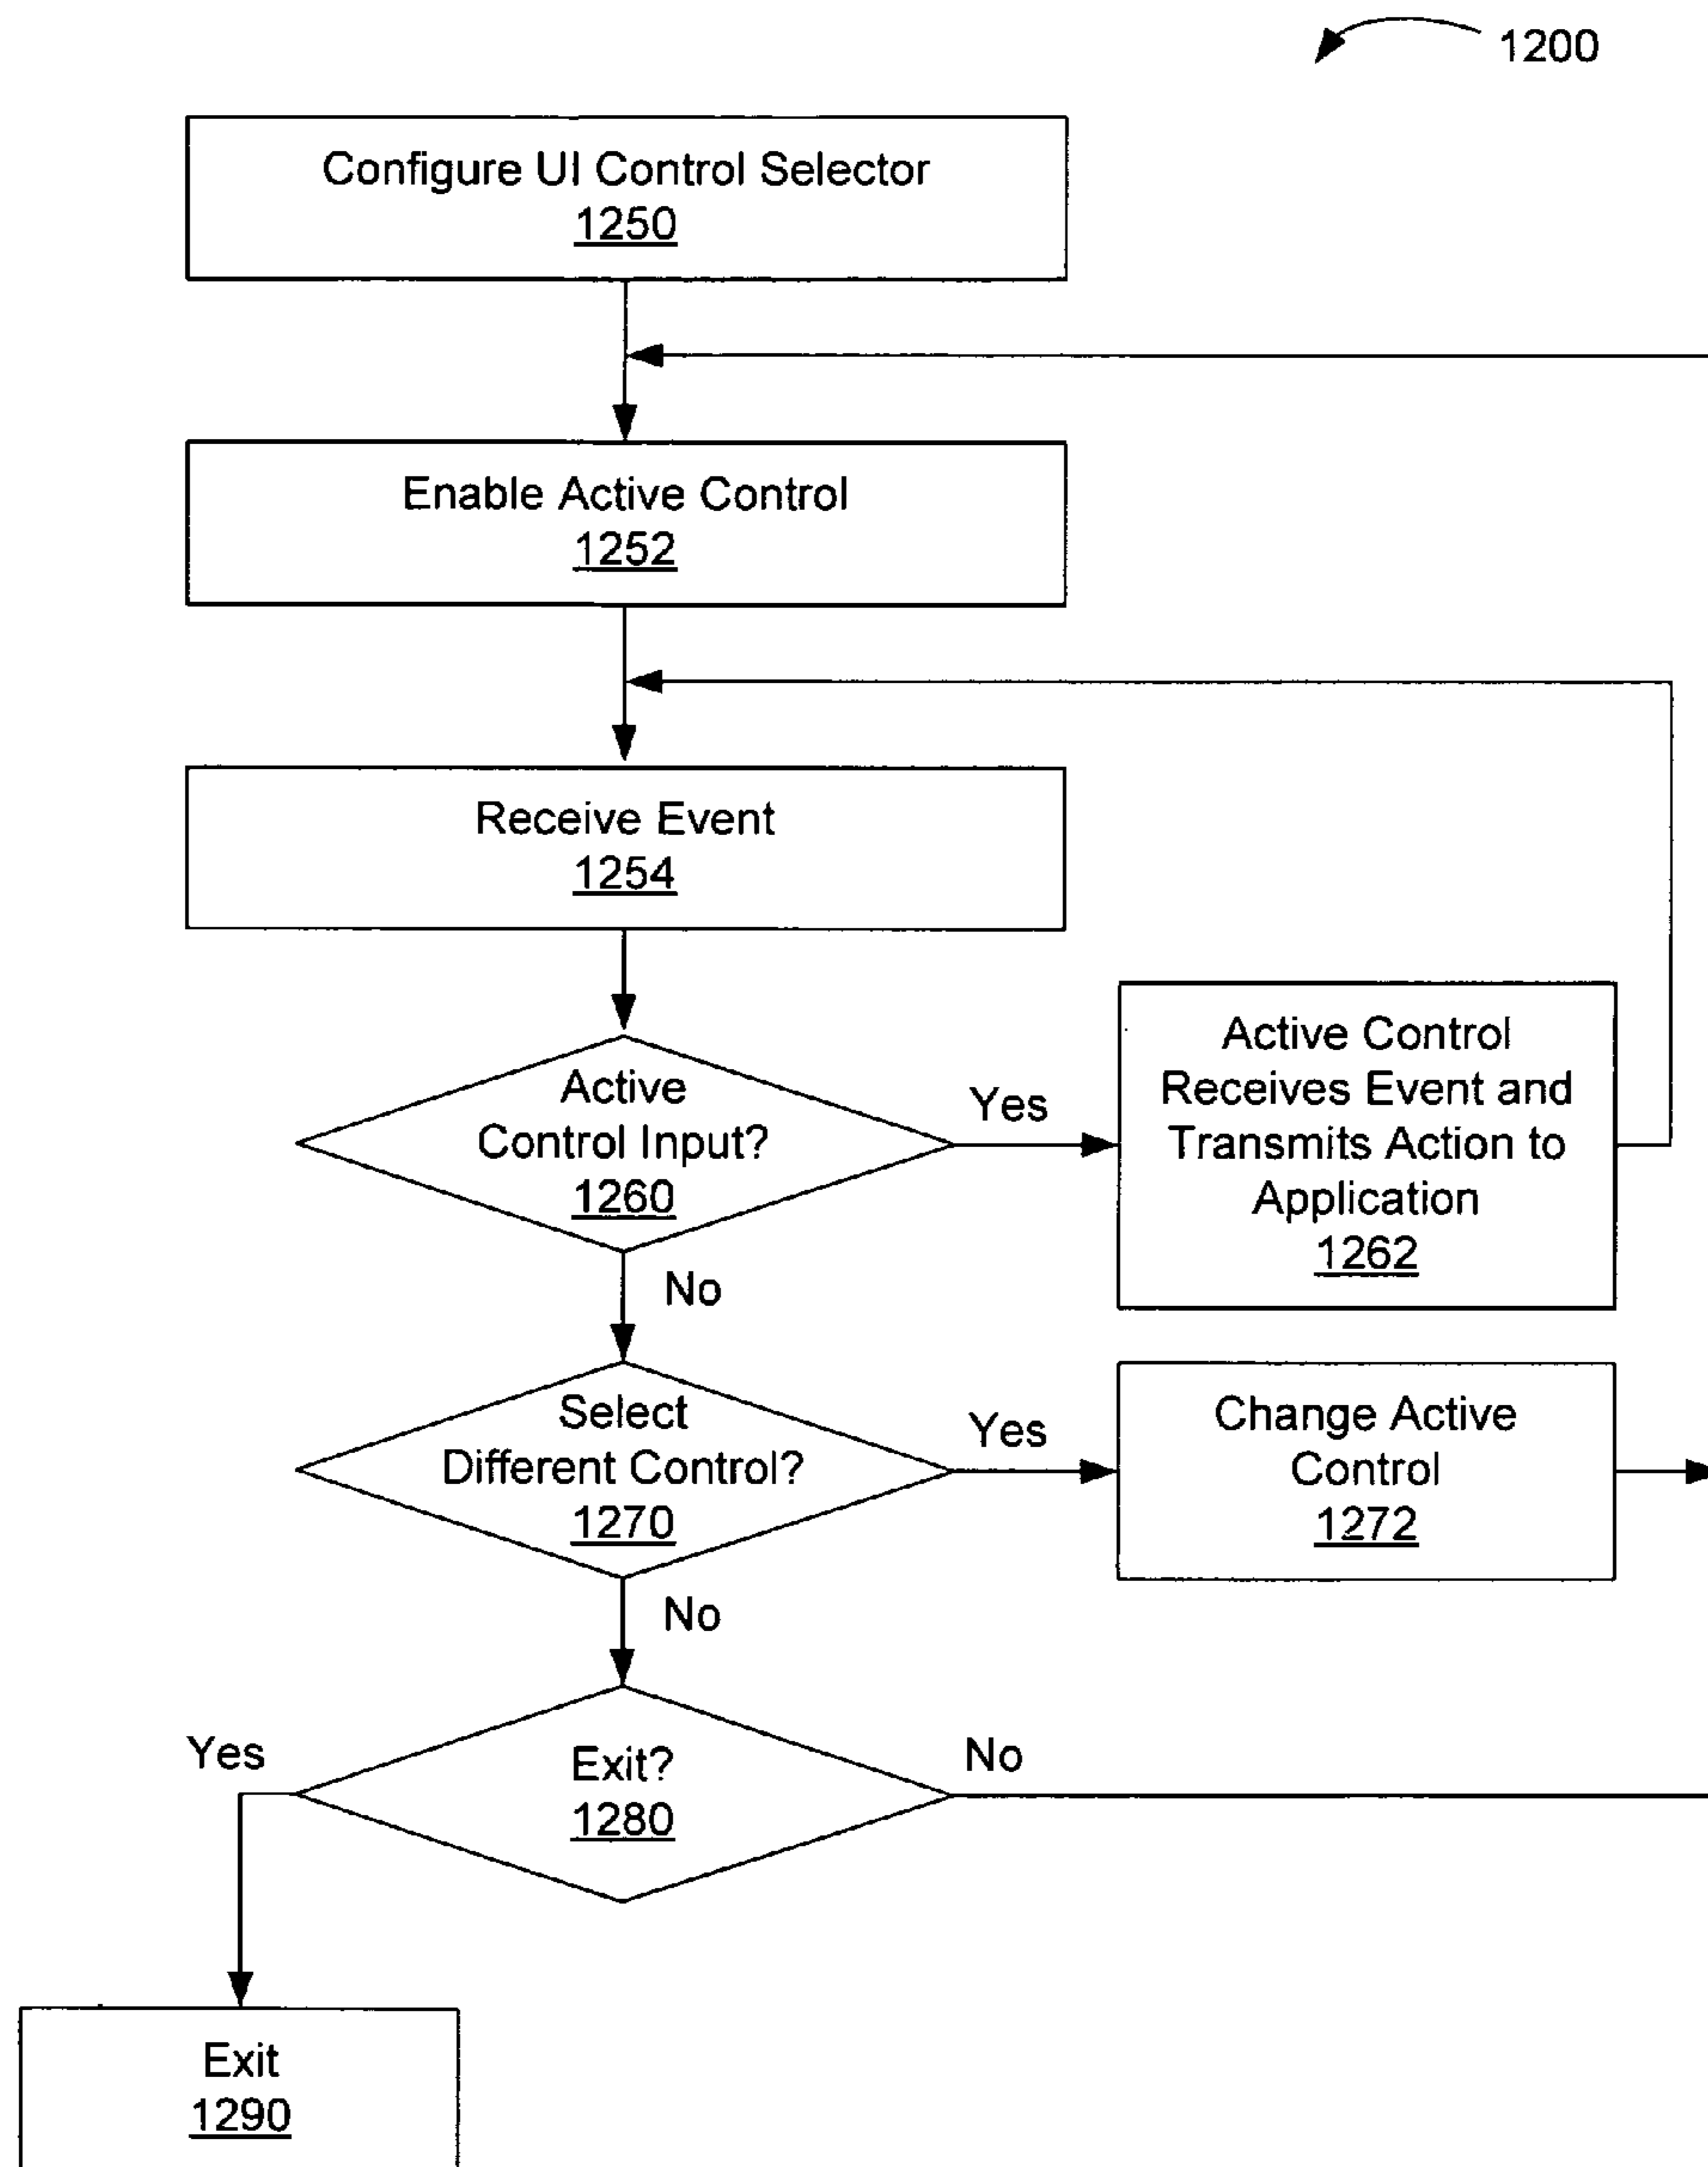 1200
Configure UI Control Selector
1250
Enable Active Control
1252
Receive Event
1254
Active
Control Input?
1260
Yes
Active Control
Receives Event and
Transmits Action to
Application
1262
No
Select
Different Control?
1270
Yes
Change Active
Control
1272
No
Exit?
1280
Yes
No
Exit
1290